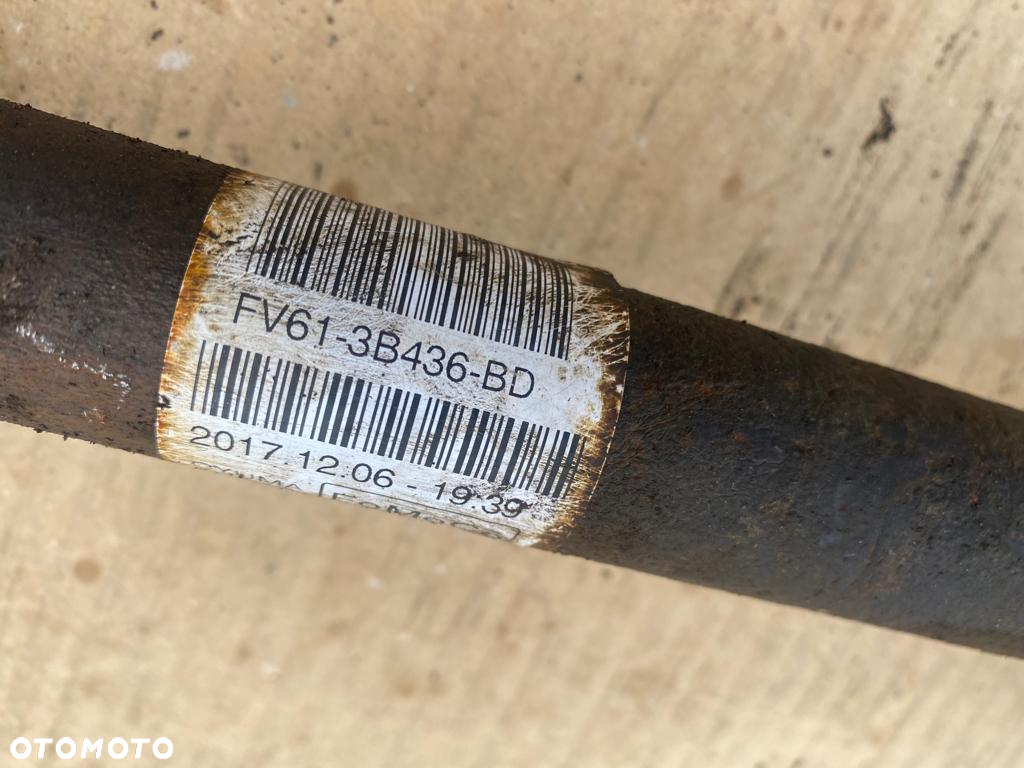 FV61-3B436-BD
2017.12.06 - 19.39
OTOMOTO